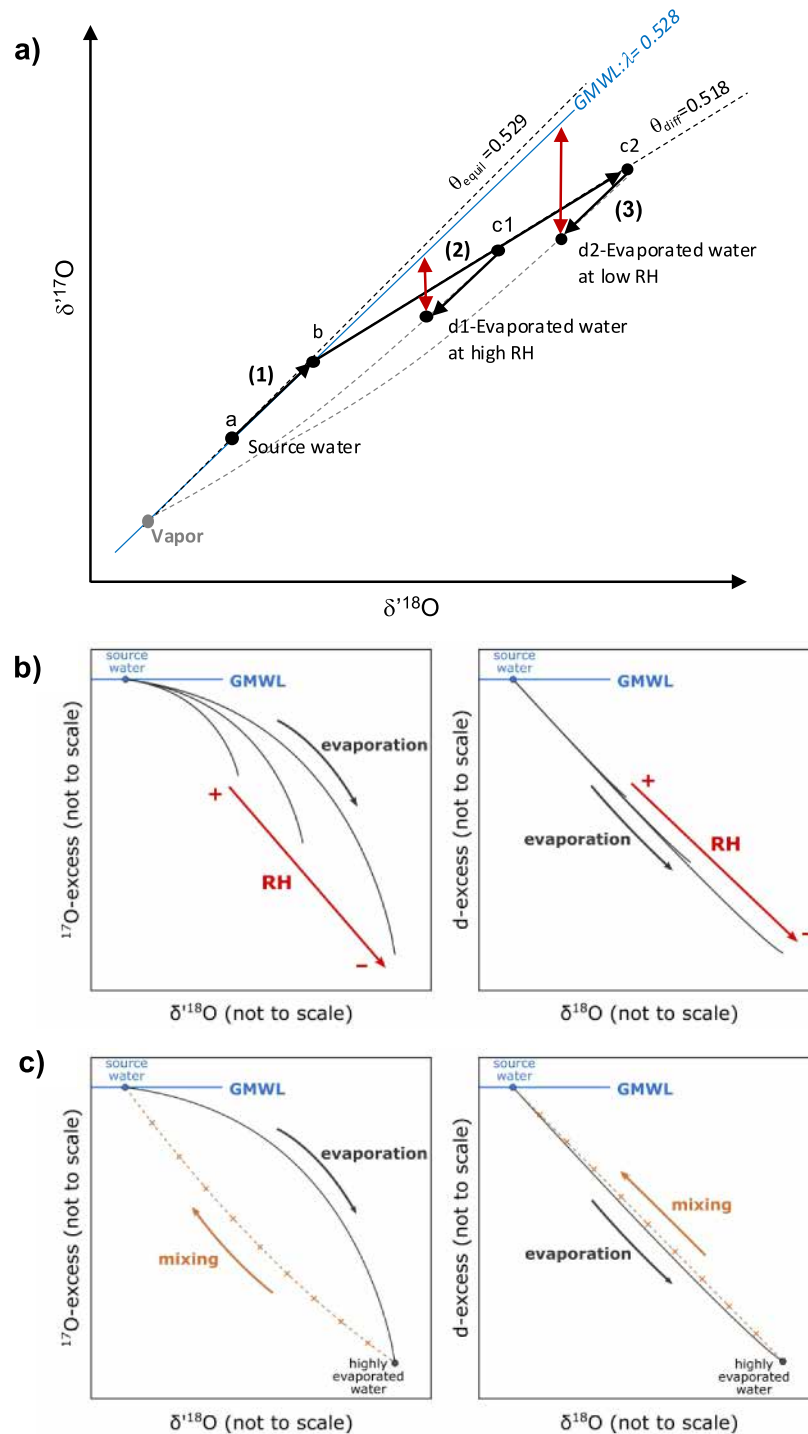 a)
GMWL:λ= 0.528
θequil =0.529
θdiff=0.518
c2
(3)
c1
(2)
d2-Evaporated water
at low RH
δ'17O
d1-Evaporated water
at high RH
b
(1)
a
Source water
Vapor
δ'18O
b)
source
water
GMWL
evaporation
+
RH
–
17O-excess (not to scale)
δ'18O (not to scale)
source
water
GMWL
+
RH
evaporation
–
d-excess (not to scale)
δ18O (not to scale)
c)
source
water
GMWL
evaporation
mixing
highly
evaporated
water
17O-excess (not to scale)
δ'18O (not to scale)
source
water
GMWL
mixing
evaporation
highly
evaporated
water
d-excess (not to scale)
δ18O (not to scale)